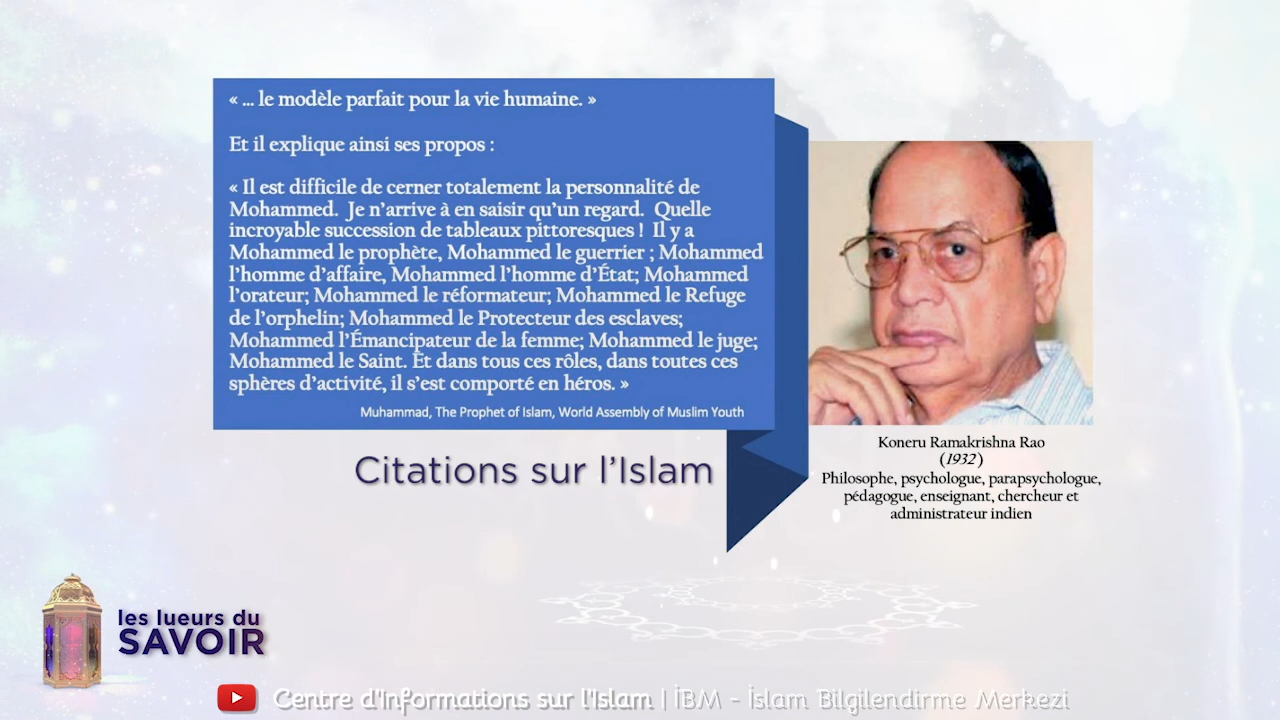 « ... le modèle parfait pour la vie humaine. »
Et il explique ainsi ses propos :
« Il est difficile de cerner totalement la personnalité de
Mohammed. Je n'arrive à en saisir qu'un regard. Quelle
incroyable succession de tableaux pittoresques ! Il y a
Mohammed le prophète, Mohammed le guerrier ; Mohammed
l'homme d'affaire, Mohammed l'homme d'État; Mohammed
l'orateur; Mohammed le réformateur; Mohammed le Refuge
de l'orphelin; Mohammed le Protecteur des esclaves;
Mohammed l'Émancipateur de la femme; Mohammed le juge;
Mohammed le Saint. Et dans tous ces rôles, dans toutes ces
sphères d'activité, il s'est comporté en héros. »
Muhammad, The Prophet of Islam, World Assembly of Muslim Youth
Koneru Ramakrishna Rao
(1932)
Philosophe, psychologue, parapsychologue,
pédagogue, enseignant, chercheur et
administrateur indien
Citations sur l'Islam
les lueurs du
SAVOIR
Centre d'Informations sur l'Islam | İBM - İslam Bilgilendirme Merkezi